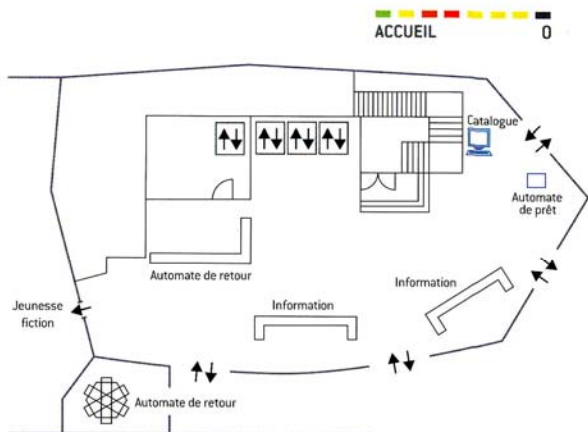 ACCUEIL 0
Catalogue
Automate
de prêt
Automate de retour
Information
Information
Jeunesse
fiction
Automate de retour